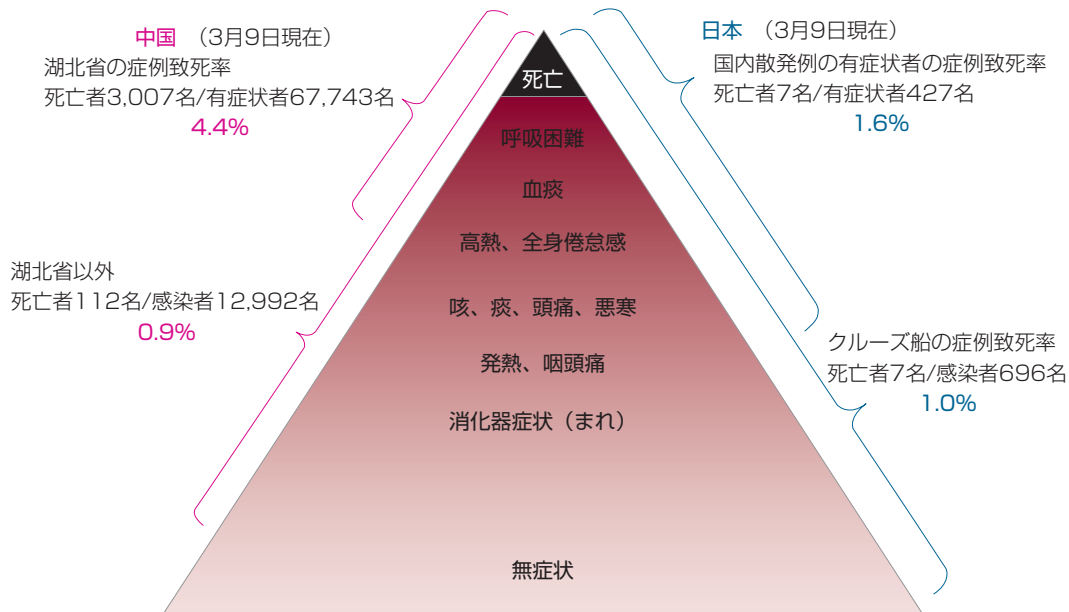 中国 （3月9日現在）
湖北省の症例致死率
死亡者3,007名/有症状者67,743名
4.4%
湖北省以外
死亡者112名/感染者12,992名
0.9%
死亡
呼吸困難
血痰
高熱、全身倦怠感
咳、痰、頭痛、悪寒
発熱、咽頭痛
消化器症状（まれ）
無症状
日本 （3月9日現在）
国内散発例の有症状者の症例致死率
死亡者7名/有症状者427名
1.6%
クルーズ船の症例致死率
死亡者7名/感染者696名
1.0%